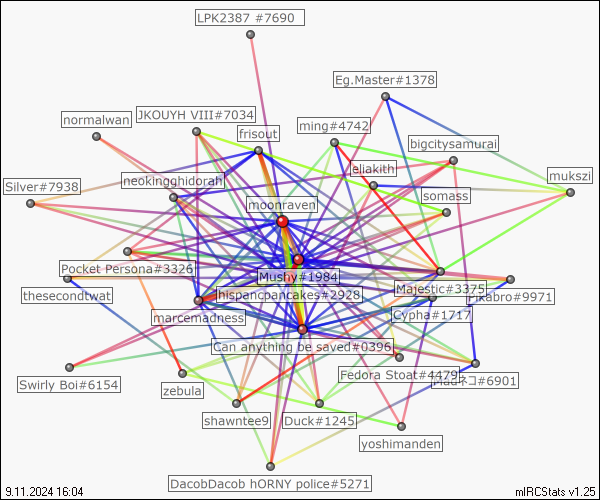 LPK2387 #7690
Eg.Master#1378
normalwan
JKOUYH VIII#7034
ming#4742
frisout
bigcitysamurai
eliakith
mukszi
neokingghidorah
Silver#7938
somass
moonraven
Pocket Persona#3326
Mushy#1984
Majestic#3375
Pikabro#9971
thesecondtwat
hispancpancakes#2928
marcemadness
Cypha#1717
Can anything be saved#0396
Fedora Stoat#4479
ネコ#6901
Swirly Boi#6154
zebula
shawntee9
Duck#1245
yoshimanden
DacobDacob hORNY police#5271
9.11.2024 16:04
mIRCStats v1.25